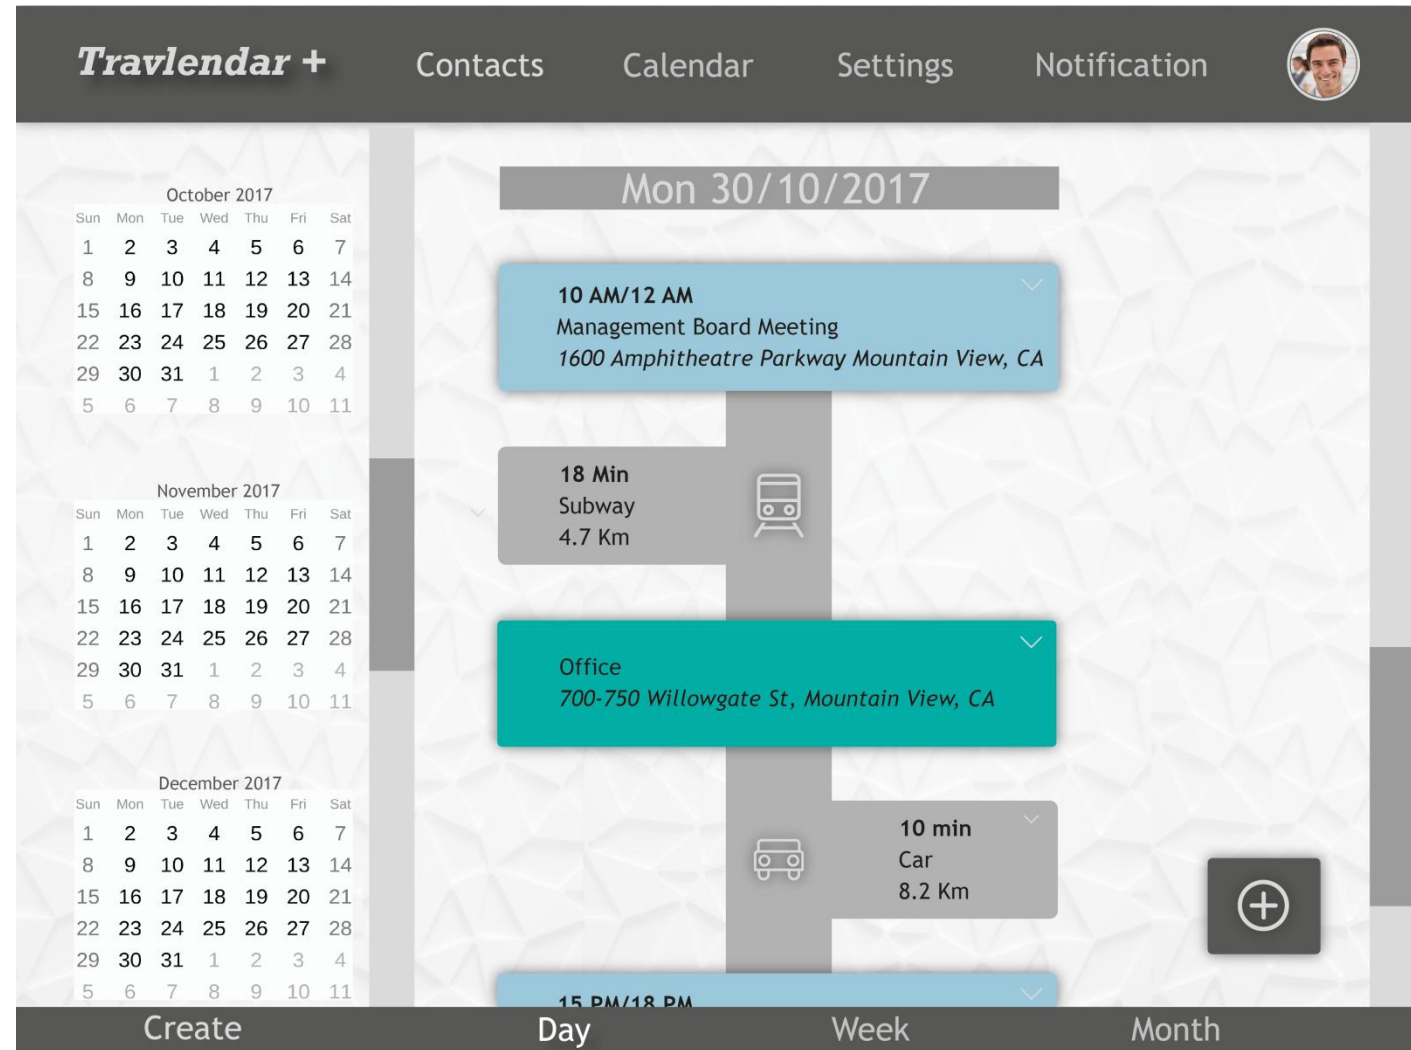 Travlendar +
Contacts
Calendar
Settings
Notification
October 2017
Sun Mon Tue Wed Thu Fri Sat
1 2 3 4 5 6 7
8 9 10 11 12 13 14
15 16 17 18 19 20 21
22 23 24 25 26 27 28
29 30 31 1 2 3 4
5 6 7 8 9 10 11
November 2017
Sun Mon Tue Wed Thu Fri Sat
1 2 3 4 5 6 7
8 9 10 11 12 13 14
15 16 17 18 19 20 21
22 23 24 25 26 27 28
29 30 31 1 2 3 4
5 6 7 8 9 10 11
December 2017
Sun Mon Tue Wed Thu Fri Sat
1 2 3 4 5 6 7
8 9 10 11 12 13 14
15 16 17 18 19 20 21
22 23 24 25 26 27 28
29 30 31 1 2 3 4
5 6 7 8 9 10 11
Mon 30/10/2017
10 AM/12 AM
Management Board Meeting
1600 Amphitheatre Parkway Mountain View, CA
18 Min
Subway
4.7 Km
Office
700-750 Willowgate St, Mountain View, CA
10 min
Car
8.2 Km
15 PM/18 PM
Create
Day
Week
Month